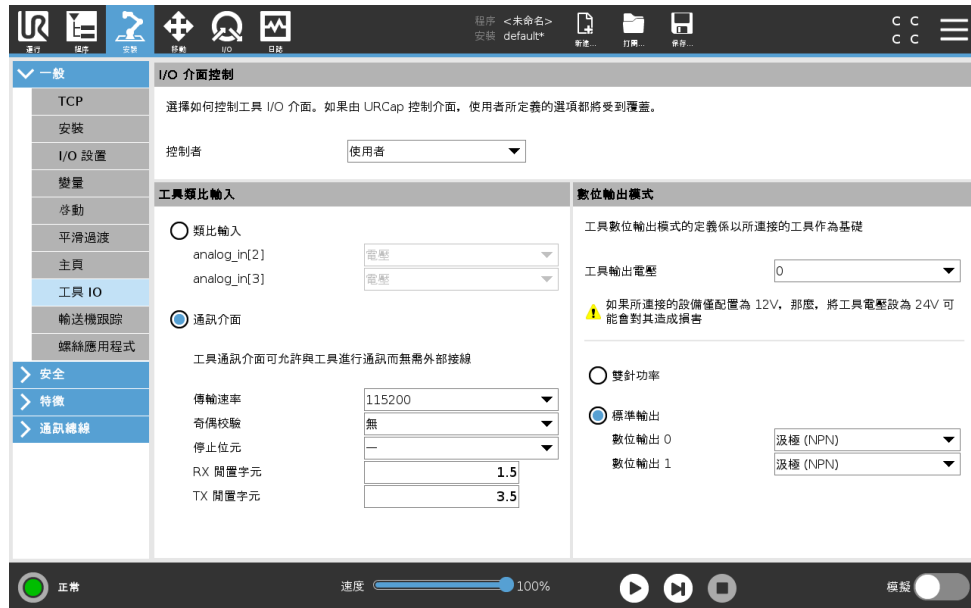 UR
程序 <未命名>
安裝 default*
C C
C C
運行
程序
安裝
移動
I/O
日誌
新建...
打開...
保存...
一般
TCP
安裝
I/O 設置
變量
啓動
平滑過渡
主頁
工具 IO
輸送機跟踪
螺絲應用程式
安全
特徵
通訊總線
I/O 介面控制
選擇如何控制工具 I/O 介面。如果由 URCap 控制介面，使用者所定義的選項都將受到覆蓋。
控制者 使用者
工具類比輸入
類比輸入
analog_in[2] 電壓
analog_in[3] 電壓
通訊介面
工具通訊介面可允許與工具進行通訊而無需外部接線
傳輸速率 115200
奇偶校驗 無
停止位元 一
RX 閒置字元 1.5
TX 閒置字元 3.5
數位輸出模式
工具數位輸出模式的定義係以所連接的工具作為基礎
工具輸出電壓 0
如果所連接的設備僅配置為 12V，那麼，將工具電壓設為 24V 可
能會對其造成損害
雙針功率
標準輸出
數位輸出 0 汲極 (NPN)
數位輸出 1 汲極 (NPN)
正常
速度 100%
模擬